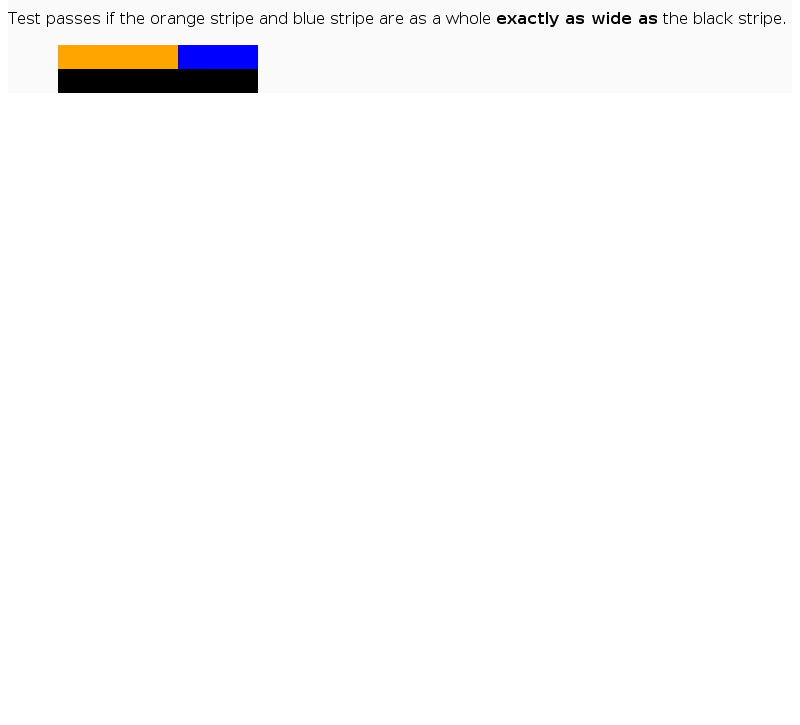 Test passes if the orange stripe and blue stripe are as a whole exactly as wide as the black stripe.